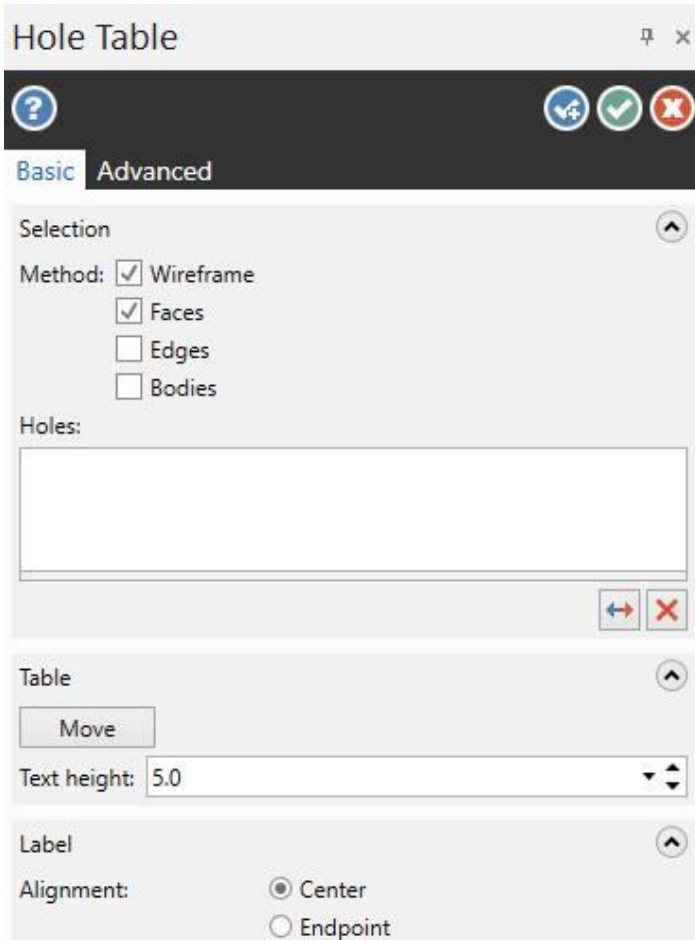 Hole Table
Basic Advanced
Selection
Method: Wireframe
Faces
Edges
Bodies
Holes:
Table
Move
Text height: 5.0
Label
Alignment: Center
Endpoint